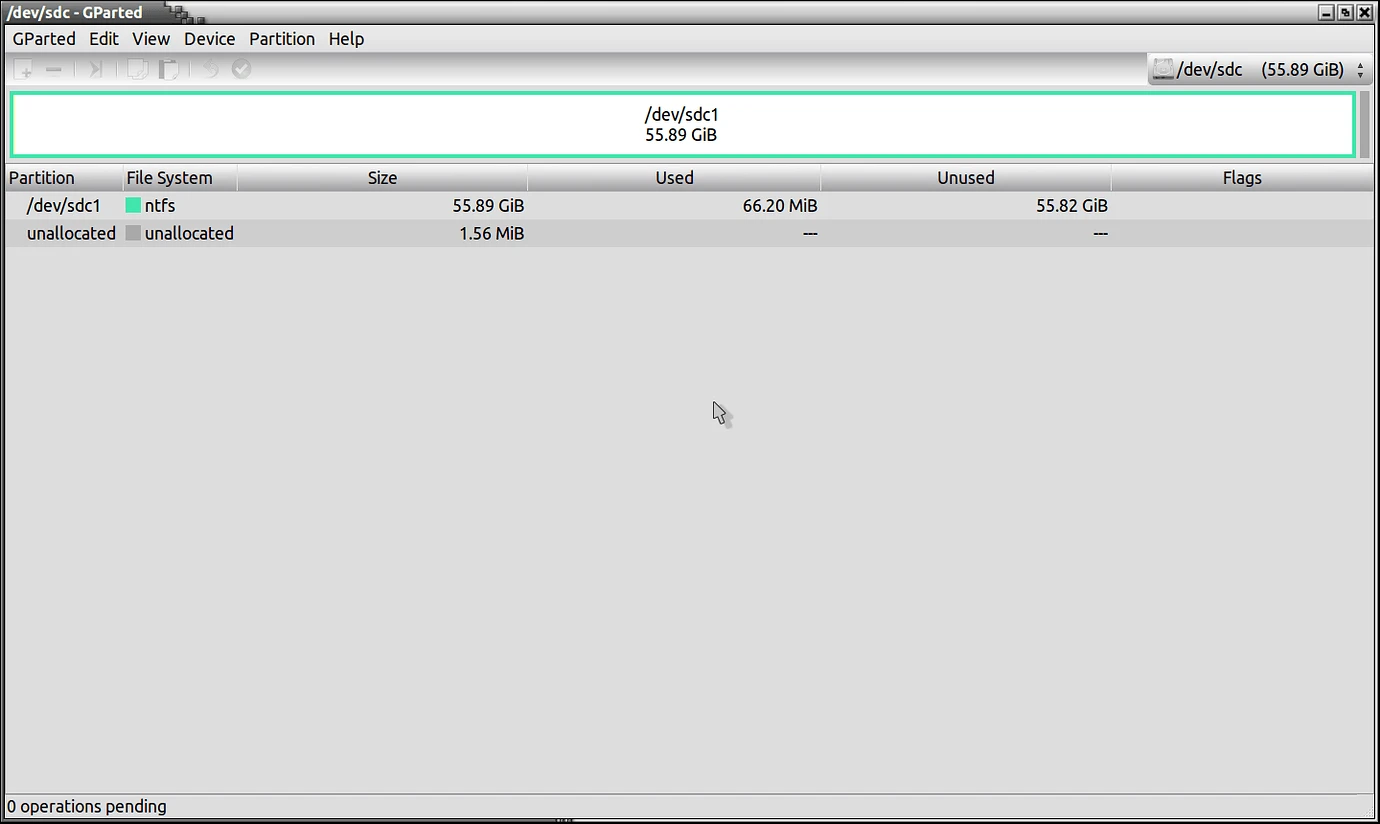 /dev/sdc - GParted
GParted Edit View Device Partition Help
/dev/sdc (55.89 GiB)
/dev/sdc1
55.89 GiB
Partition File System Size Used Unused Flags
/dev/sdc1 ntfs 55.89 GiB 66.20 MiB 55.82 GiB
unallocated unallocated 1.56 MiB --- ---
0 operations pending